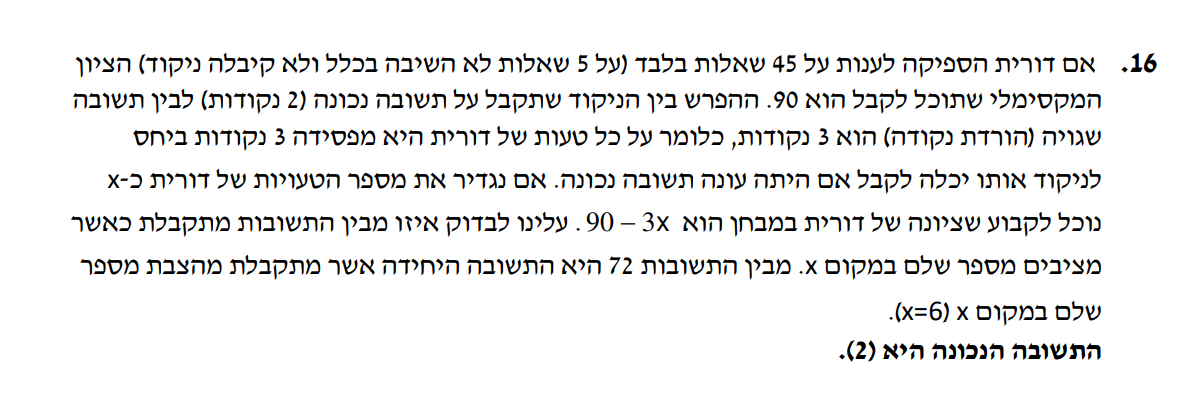 16. אם דורית הספיקה לענות על 45 שאלות בלבד (על 5 שאלות לא השיבה בכלל ולא קיבלה ניקוד) הציון
המקסימלי שתוכל לקבל הוא 90. ההפרש בין הניקוד שתקבל על תשובה נכונה (2 נקודות) לבין תשובה
שגויה (הורדת נקודה) הוא 3 נקודות, כלומר על כל טעות של דורית היא מפסידה 3 נקודות ביחס
לניקוד אותו יכלה לקבל אם היתה עונה תשובה נכונה. אם נגדיר את מספר הטעויות של דורית כ-x
נוכל לקבוע שציונה של דורית במבחן הוא 90 – 3x . עלינו לבדוק איזו מבין התשובות מתקבלת כאשר
מציבים מספר שלם במקום x. מבין התשובות 72 היא התשובה היחידה אשר מתקבלת מהצבת מספר
שלם במקום x (x=6).
התשובה הנכונה היא (2).